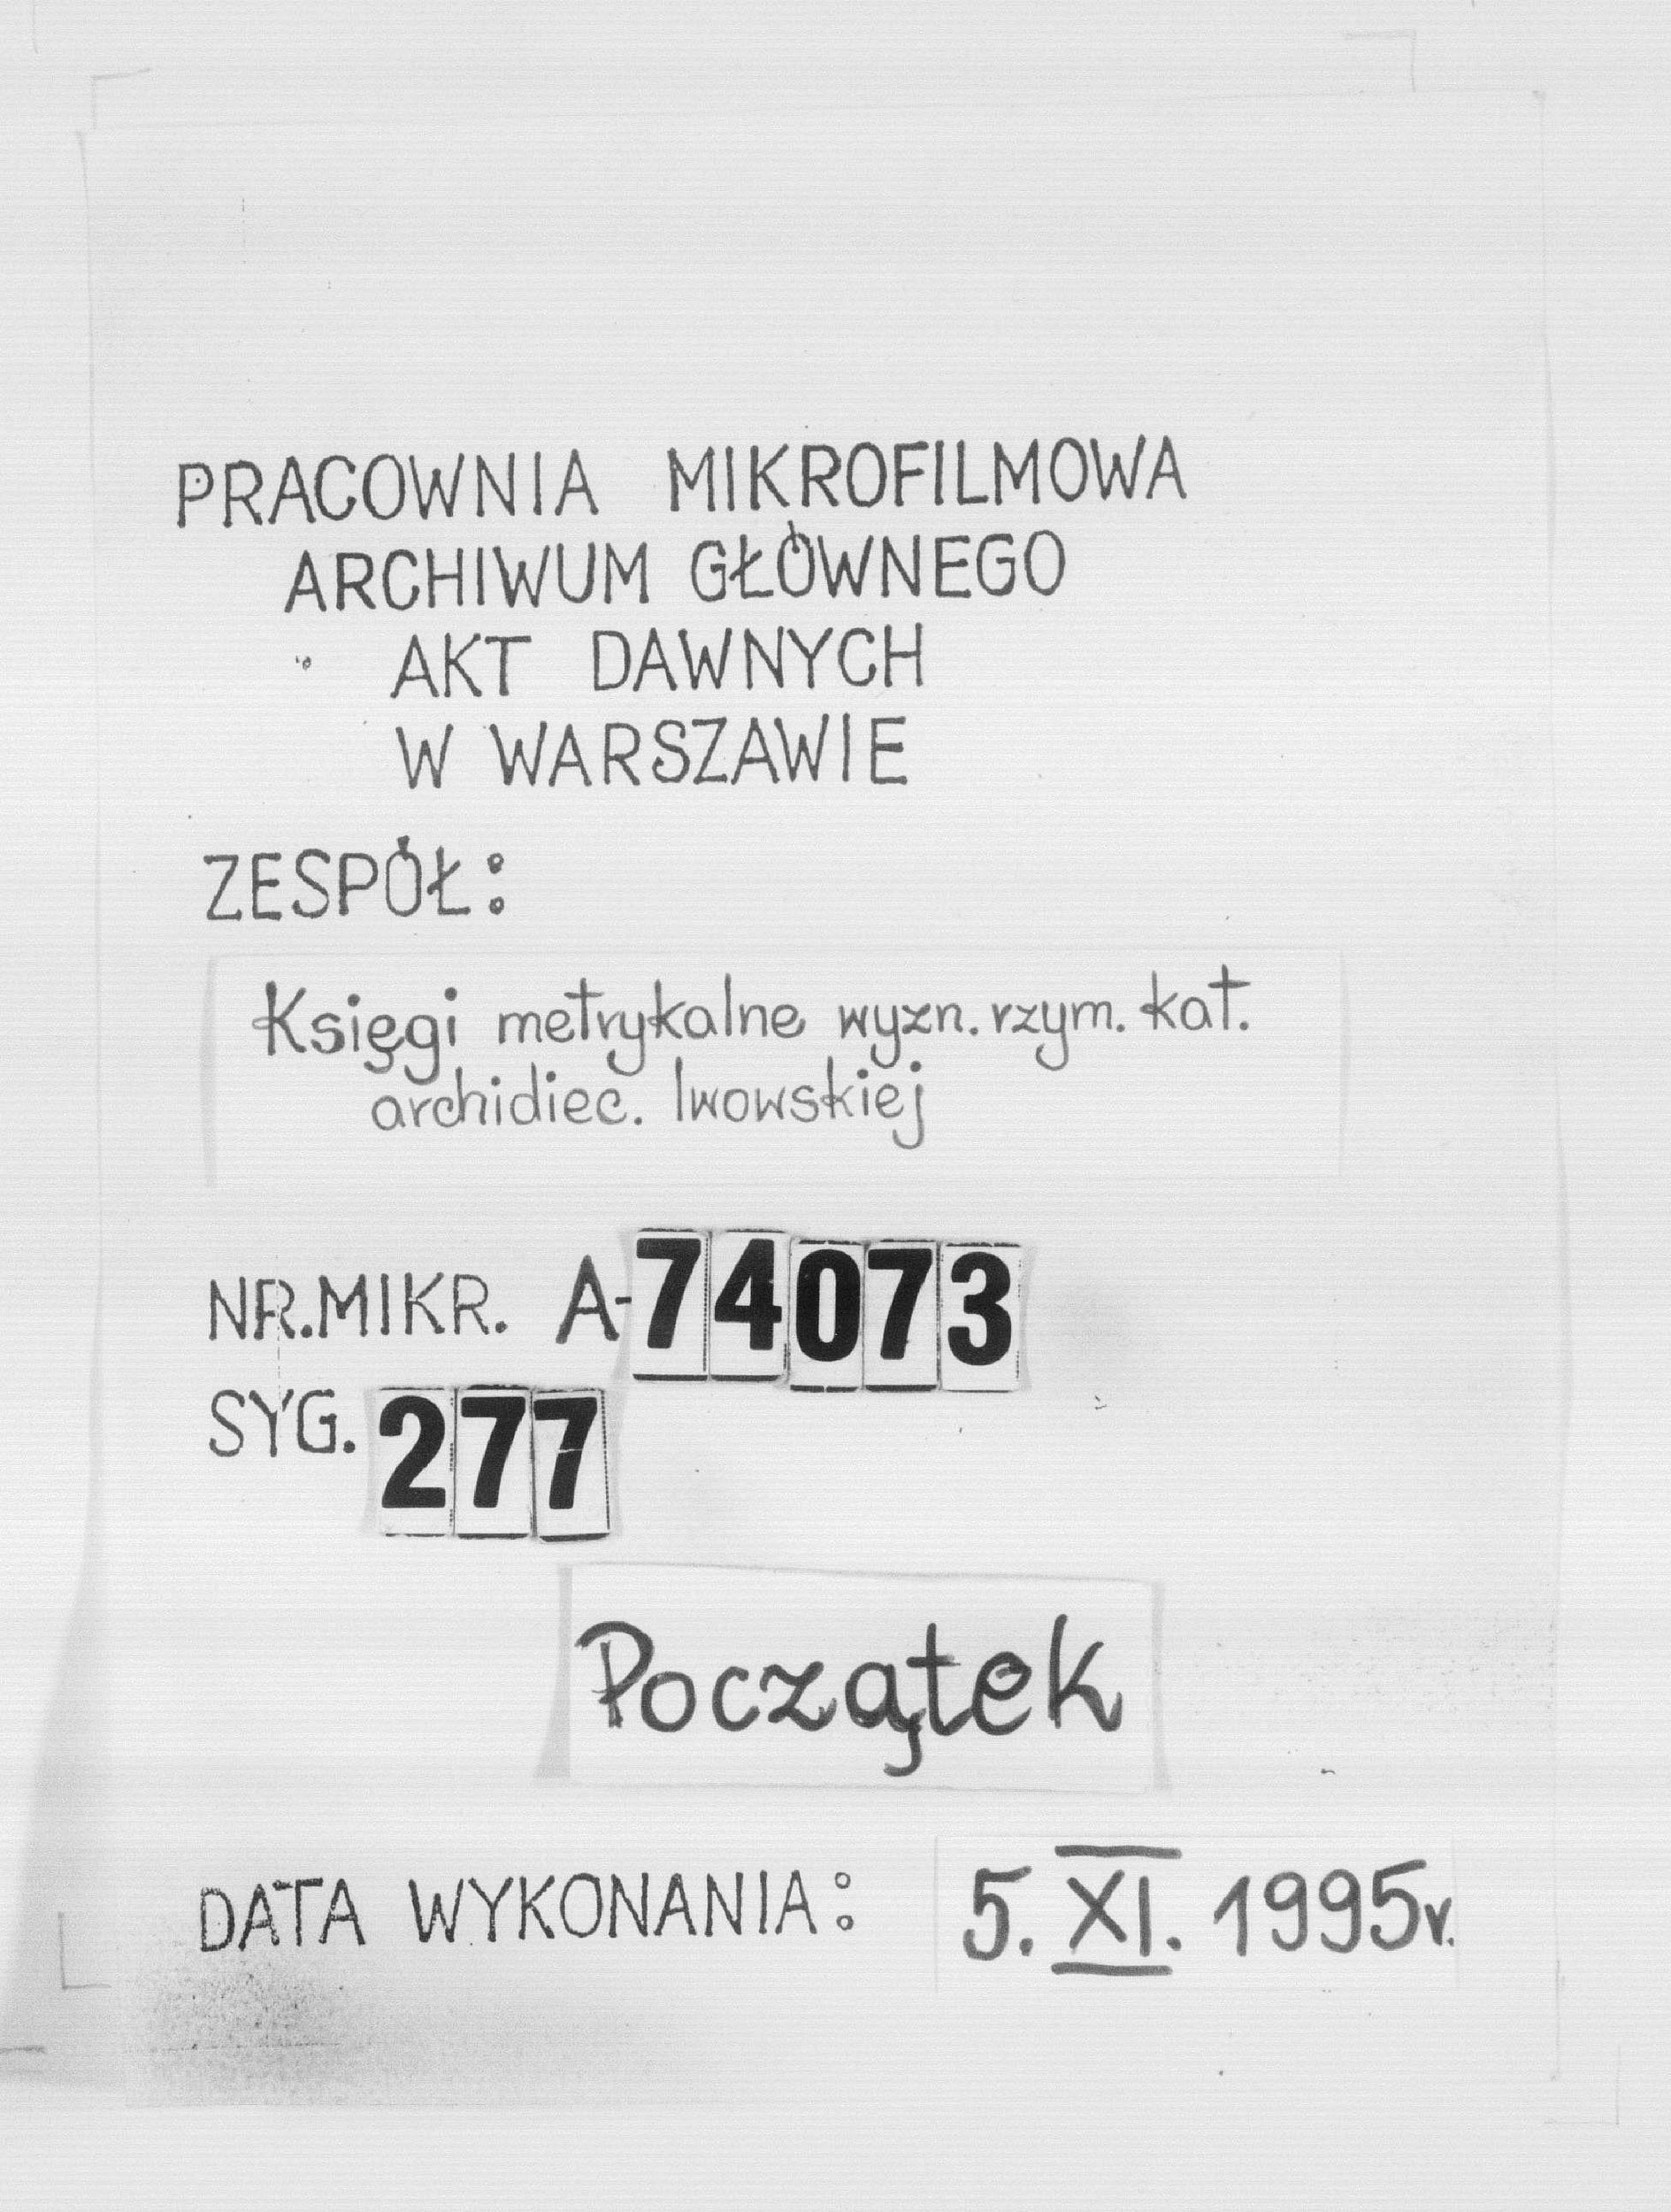 PRACOWNIA MIKROFILMOWA
ARCHIWUM GŁÓWNEGO
AKT DAWNYCH
W WARSZAWIE
ZESPÓŁ:
Księgi metrykalne wyzn. rzym. kat.
archidiec. lwowskiej
NR.MIKR. A-74073
SYG. 277
Początek
DATA WYKONANIA: 5. XI. 1995r.